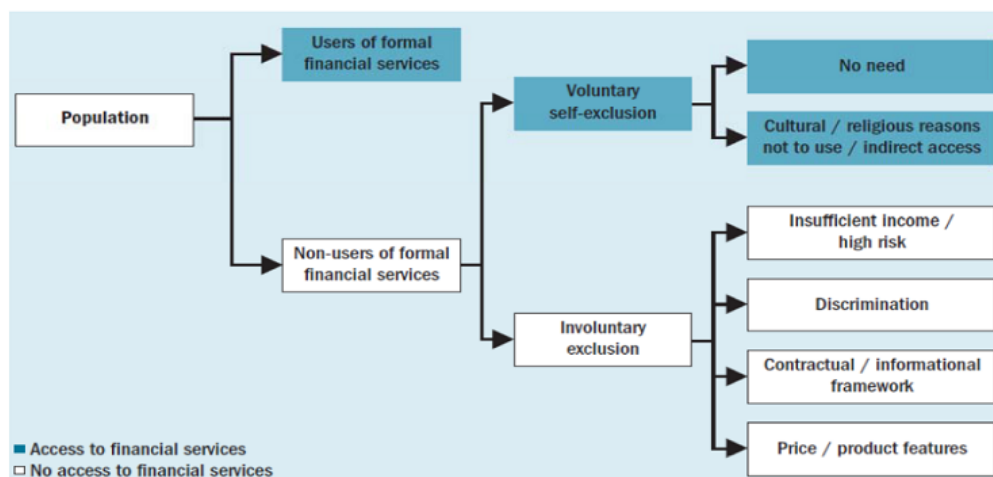 Users of formal
financial services
Population
Non-users of formal
financial services
Voluntary
self-exclusion
Involuntary
exclusion
No need
Cultural / religious reasons
not to use / indirect access
Insufficient income /
high risk
Discrimination
Contractual / informational
framework
Price / product features
Access to financial services
No access to financial services